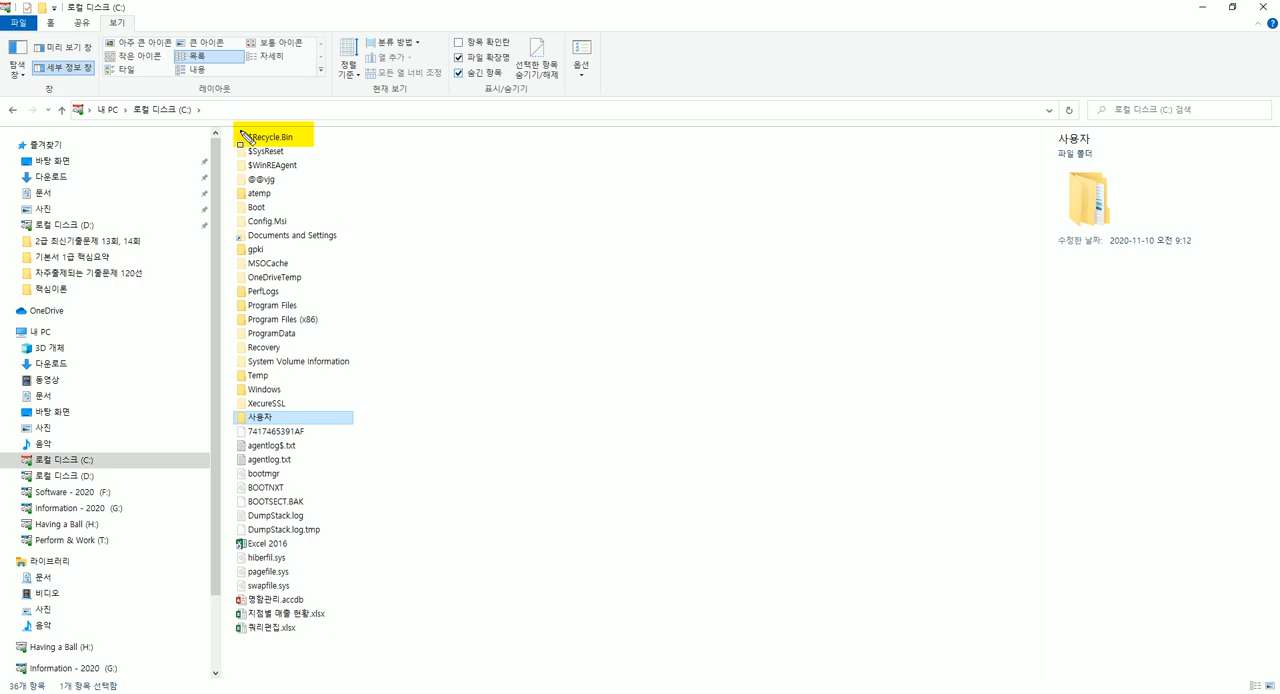 로컬 디스크 (C:)
파일 홈 공유 보기
탐색 창
미리 보기 창
세부 정보 창
창
아주 큰 아이콘 큰 아이콘 보통 아이콘
작은 아이콘 목록 자세히
타일 내용
레이아웃
정렬 기준
분류 방법
열 추가
모든 열 너비 조정
현재 보기
항목 확인란
파일 확장명
숨긴 항목
선택한 항목 숨기기/해제
표시/숨기기
옵션
내 PC > 로컬 디스크 (C:) >
로컬 디스크 (C:) 검색
즐겨찾기
바탕 화면
다운로드
문서
사진
로컬 디스크 (D:)
2급 최신기출문제 13회, 14회
기본서 1급 핵심요약
자주출제되는 기출문제 120선
핵심이론
OneDrive
내 PC
3D 개체
다운로드
동영상
문서
바탕 화면
사진
음악
로컬 디스크 (C:)
로컬 디스크 (D:)
Software - 2020 (F:)
Information - 2020 (G:)
Having a Ball (H:)
Perform & Work (T:)
라이브러리
문서
비디오
사진
음악
Having a Ball (H:)
Information - 2020 (G:)
$Recycle.Bin
$SysReset
$WinREAgent
@@vjg
atemp
Boot
Config.Msi
Documents and Settings
gpki
MSOCache
OneDriveTemp
PerfLogs
Program Files
Program Files (x86)
ProgramData
Recovery
System Volume Information
Temp
Windows
XecureSSL
사용자
7417465391AF
agentlog$.txt
agentlog.txt
bootmgr
BOOTNXT
BOOTSECT.BAK
DumpStack.log
DumpStack.log.tmp
Excel 2016
hiberfil.sys
pagefile.sys
swapfile.sys
명함관리.accdb
지점별 매출 현황.xlsx
쿼리편집.xlsx
사용자
파일 폴더
수정한 날짜: 2020-11-10 오전 9:12
36개 항목 1개 항목 선택함